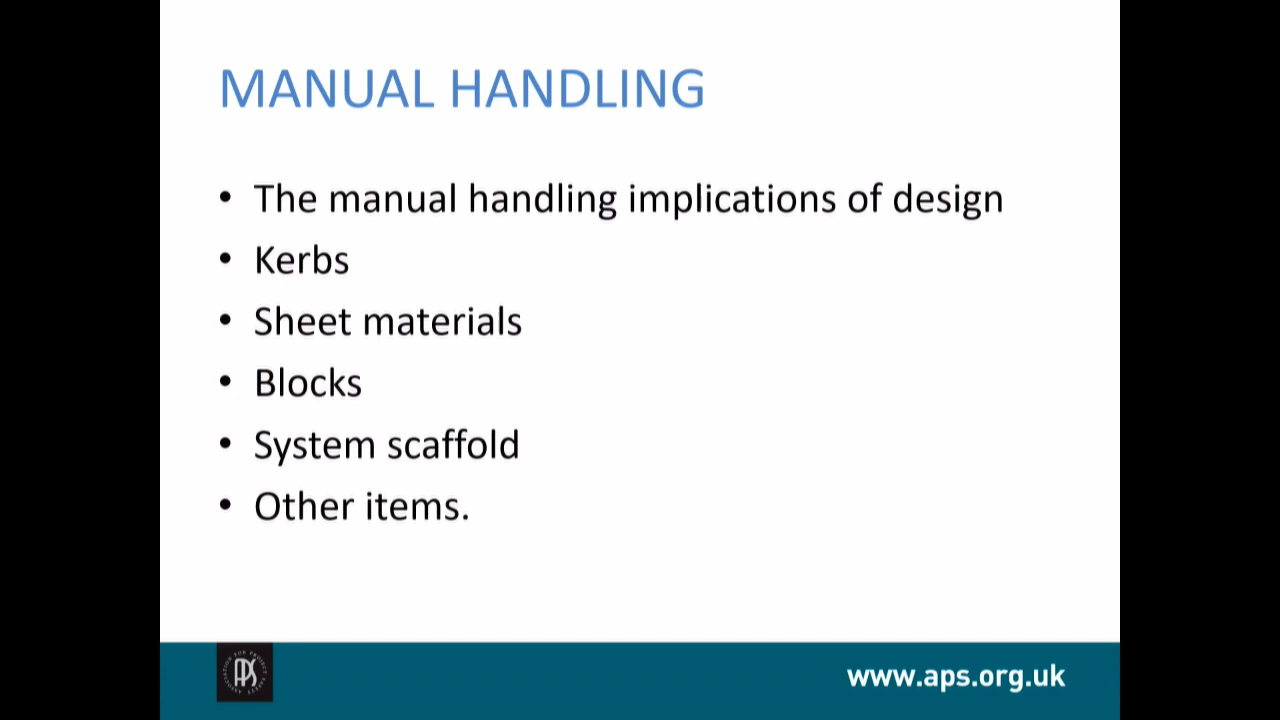 MANUAL HANDLING
• The manual handling implications of design
• Kerbs
• Sheet materials
• Blocks
• System scaffold
• Other items.
APS
www.aps.org.uk